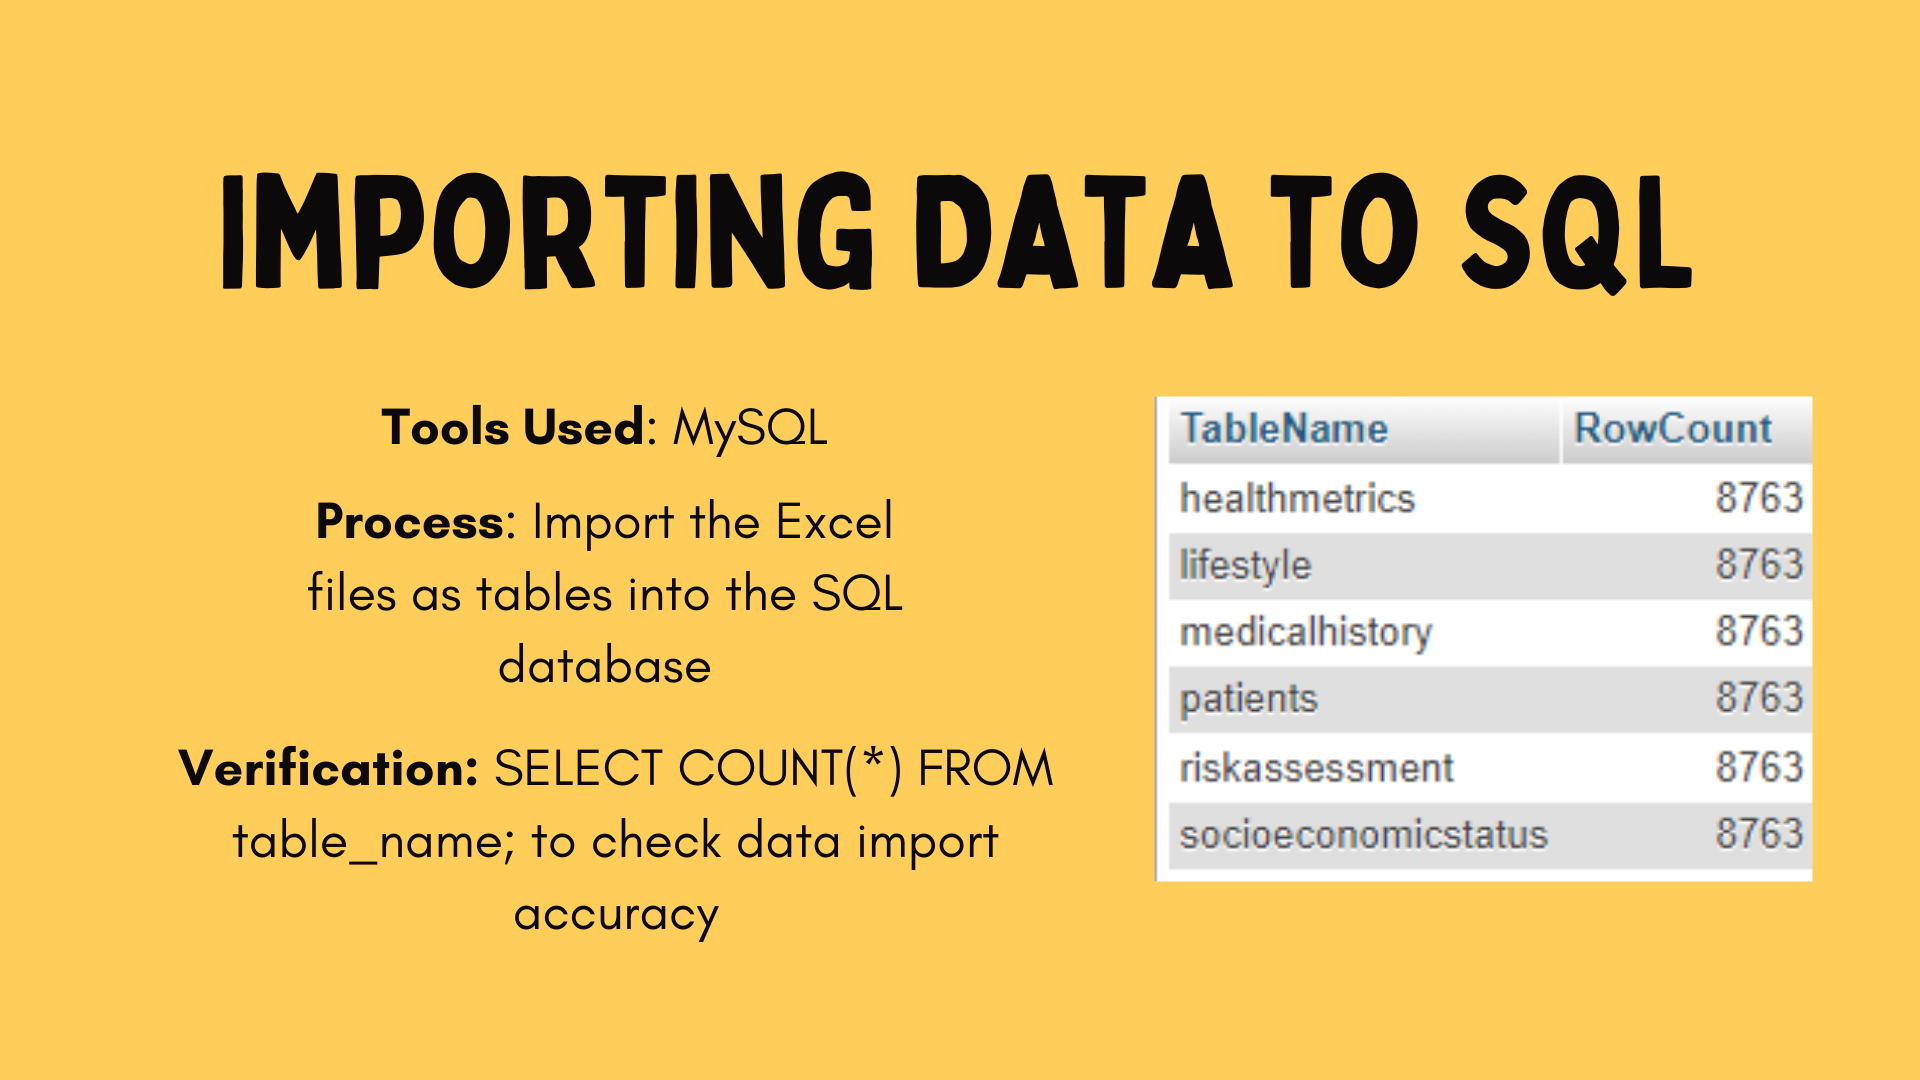 IMPORTING DATA TO SQL
Tools Used: MySQL
Process: Import the Excel
files as tables into the SQL
database
Verification: SELECT COUNT(*) FROM
table_name; to check data import
accuracy
TableName RowCount
healthmetrics 8763
lifestyle 8763
medicalhistory 8763
patients 8763
riskassessment 8763
socioeconomicstatus 8763